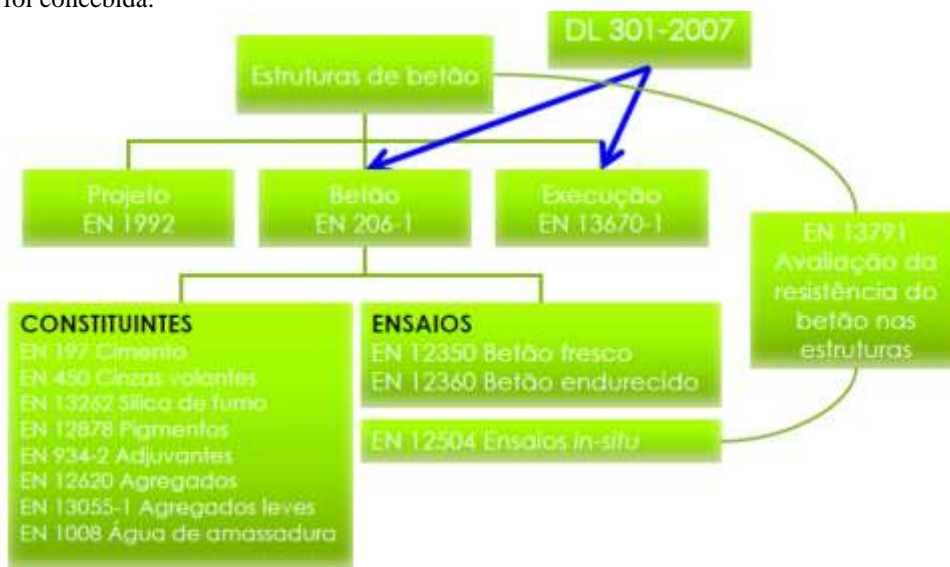 foi concebida.
DL 301-2007
Estruturas de betão
Projeto
EN 1992
Betão
EN 206-1
Execução
EN 13670-1
EN 13791
Avaliação da
resistência do
betão nas
estruturas
CONSTITUINTES
EN 197 Cimento
EN 450 Cinzas volantes
EN 13262 Sílica de fumo
EN 12878 Pigmentos
EN 934-2 Adjuvantes
EN 12620 Agregados
EN 13055-1 Agregados leves
EN 1008 Água de amassadura
ENSAIOS
EN 12350 Betão fresco
EN 12360 Betão endurecido
EN 12504 Ensaios in-situ